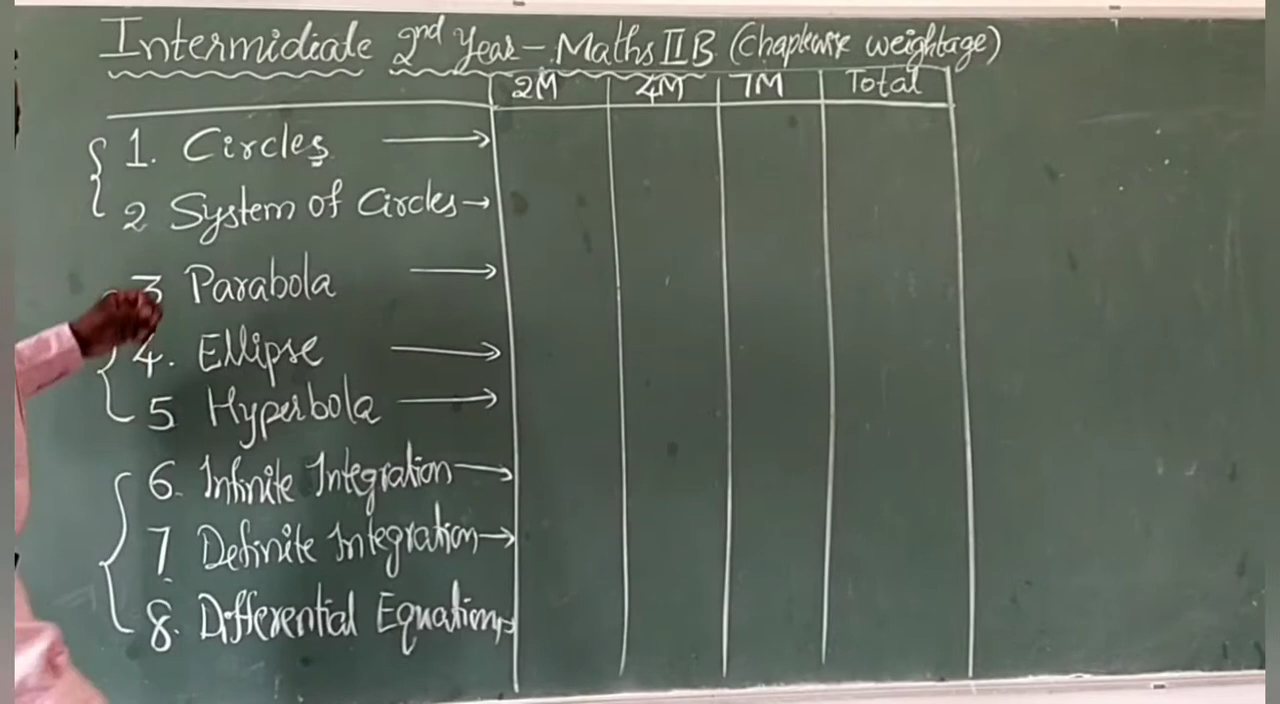 Intermidiate 2nd Year - Maths II B (Chapterwise weightage)
2M 4M 7M Total
1. Circles →
2 System of Circles →
3 Parabola →
4. Ellipse →
5 Hyperbola →
6. Infinite Integration →
7 Definite Integration →
8. Differential Equations →